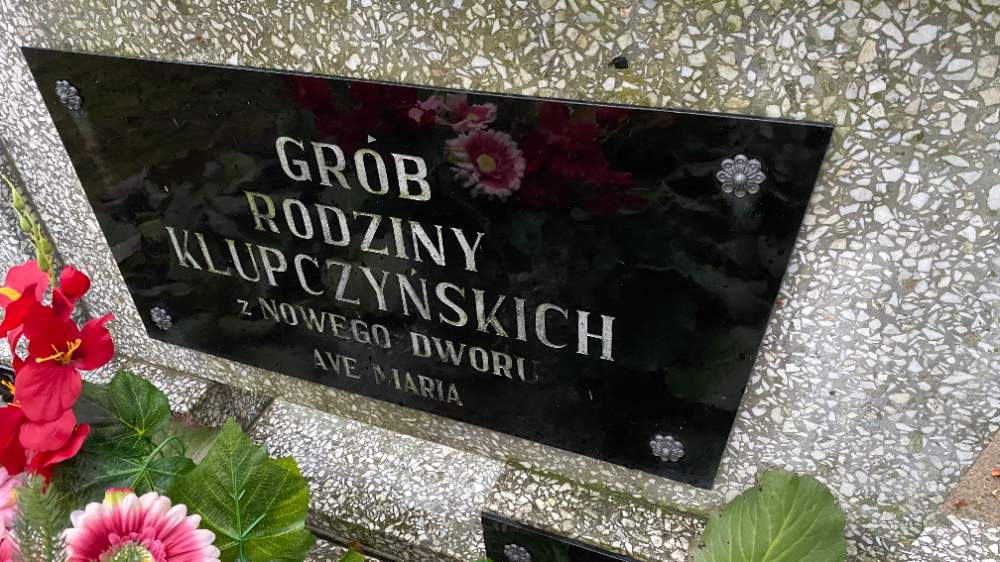 GRÓB
RODZINY
KLUPCZYŃSKICH
z NOWEGO DWORU
AVE MARIA